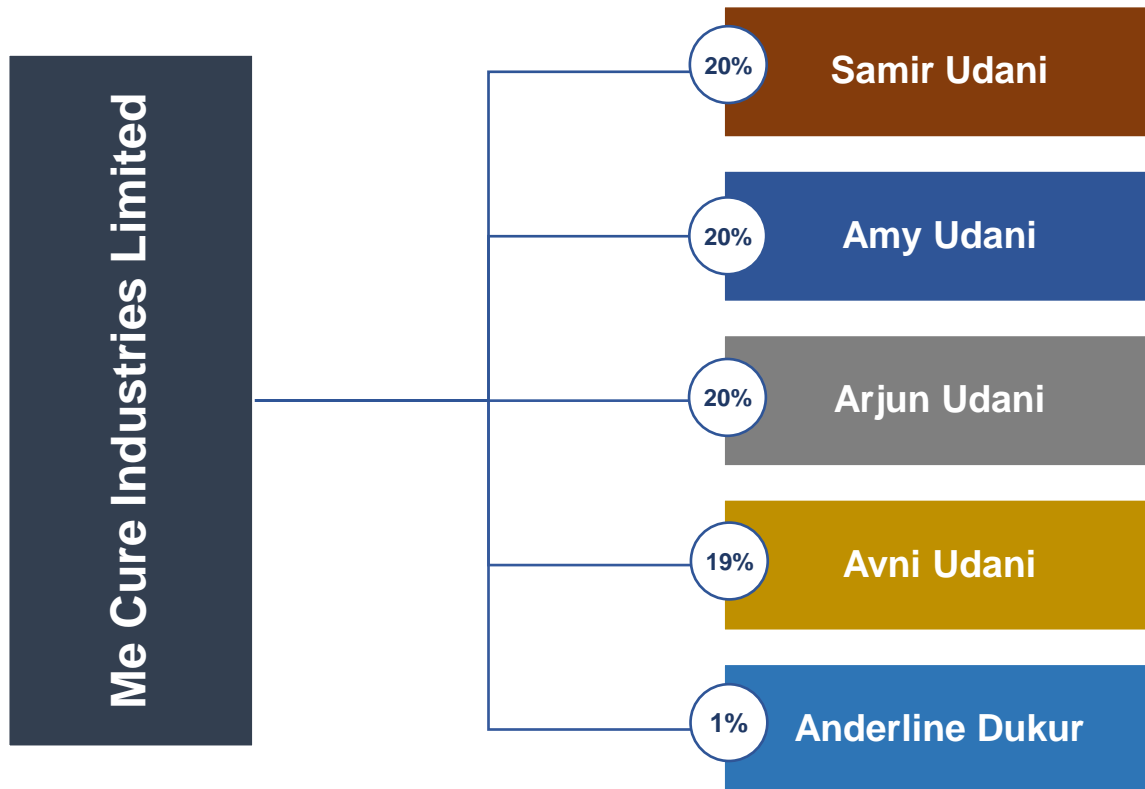 Me Cure Industries Limited
20%
Samir Udani
20%
Amy Udani
20%
Arjun Udani
19%
Avni Udani
1%
Anderline Dukur